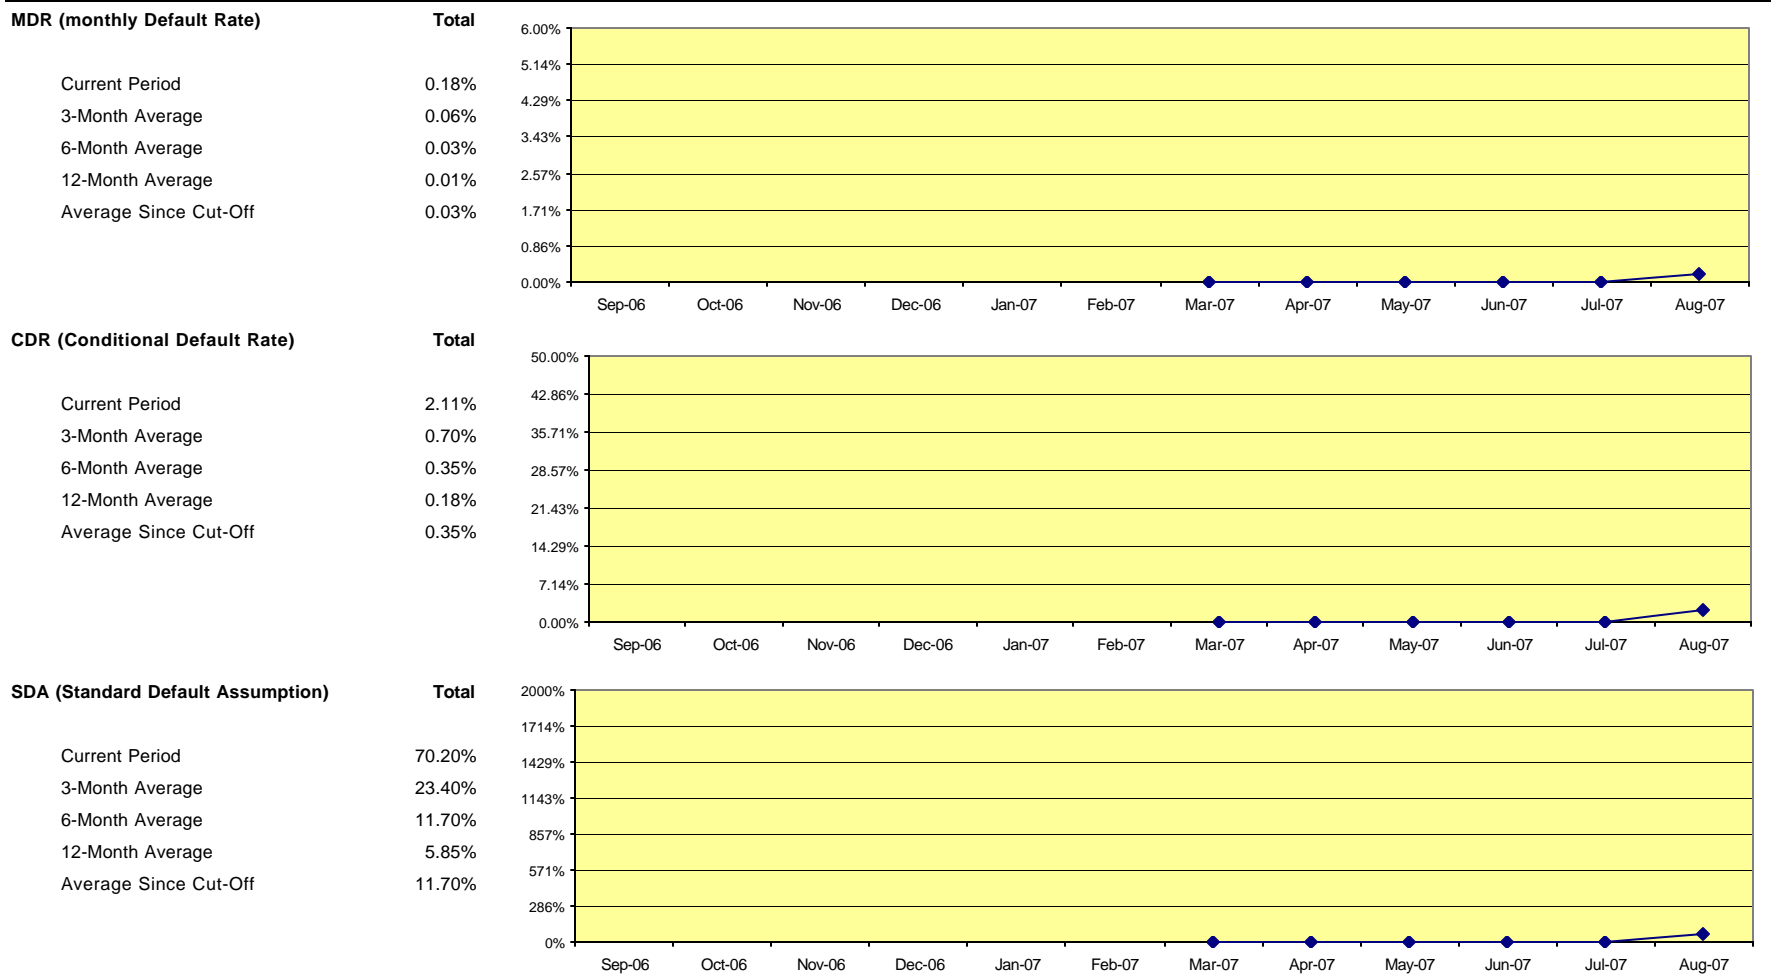 MDR (monthly Default Rate) Total
Current Period 0.18%
3-Month Average 0.06%
6-Month Average 0.03%
12-Month Average 0.01%
Average Since Cut-Off 0.03%
6.00%
5.14%
4.29%
3.43%
2.57%
1.71%
0.86%
0.00%
Sep-06 Oct-06 Nov-06 Dec-06 Jan-07 Feb-07 Mar-07 Apr-07 May-07 Jun-07 Jul-07 Aug-07
CDR (Conditional Default Rate) Total
Current Period 2.11%
3-Month Average 0.70%
6-Month Average 0.35%
12-Month Average 0.18%
Average Since Cut-Off 0.35%
50.00%
42.86%
35.71%
28.57%
21.43%
14.29%
7.14%
0.00%
Sep-06 Oct-06 Nov-06 Dec-06 Jan-07 Feb-07 Mar-07 Apr-07 May-07 Jun-07 Jul-07 Aug-07
SDA (Standard Default Assumption) Total
Current Period 70.20%
3-Month Average 23.40%
6-Month Average 11.70%
12-Month Average 5.85%
Average Since Cut-Off 11.70%
2000%
1714%
1429%
1143%
857%
571%
286%
0%
Sep-06 Oct-06 Nov-06 Dec-06 Jan-07 Feb-07 Mar-07 Apr-07 May-07 Jun-07 Jul-07 Aug-07